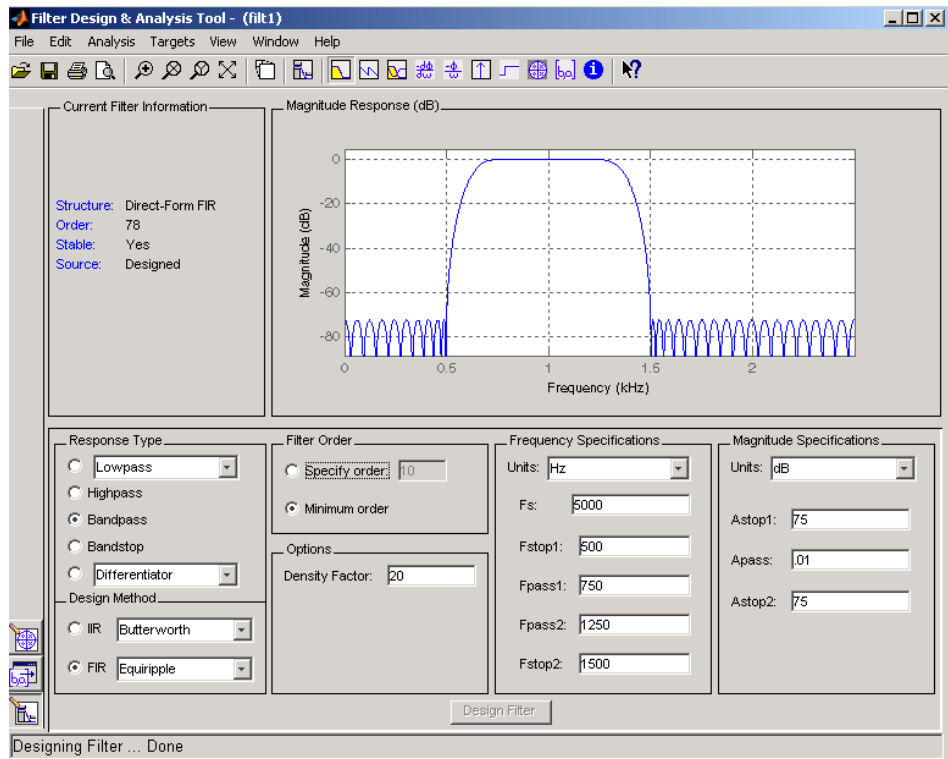 Filter Design & Analysis Tool - (filt1)
File Edit Analysis Targets View Window Help
Current Filter Information
Structure: Direct-Form FIR
Order: 78
Stable: Yes
Source: Designed
Magnitude Response (dB)
0
-20
-40
-60
-80
Magnitude (dB)
0 0.5 1 1.5 2
Frequency (kHz)
Response Type
Lowpass
Highpass
Bandpass
Bandstop
Differentiator
Design Method
IIR Butterworth
FIR Equiripple
Filter Order
Specify order: 10
Minimum order
Options
Density Factor: 20
Frequency Specifications
Units: Hz
Fs: 5000
Fstop1: 500
Fpass1: 750
Fpass2: 1250
Fstop2: 1500
Magnitude Specifications
Units: dB
Astop1: 75
Apass: .01
Astop2: 75
Design Filter
Designing Filter ... Done